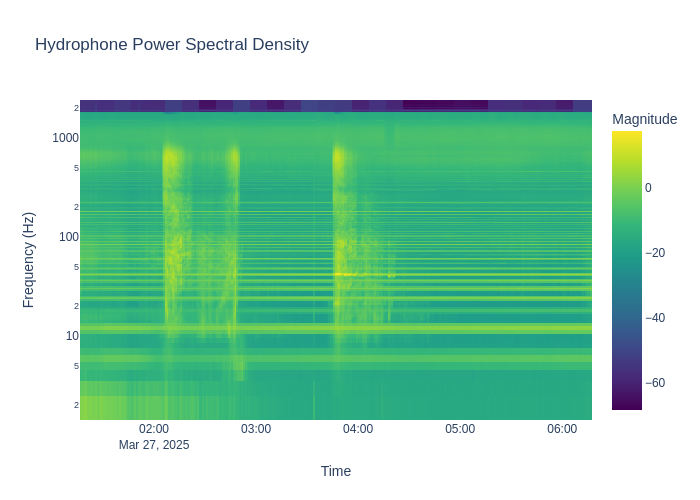 Hydrophone Power Spectral Density
Magnitude
0
−20
−40
−60
Frequency (Hz)
2
1000
5
2
100
5
2
10
5
2
02:00 03:00 04:00 05:00 06:00
Mar 27, 2025
Time